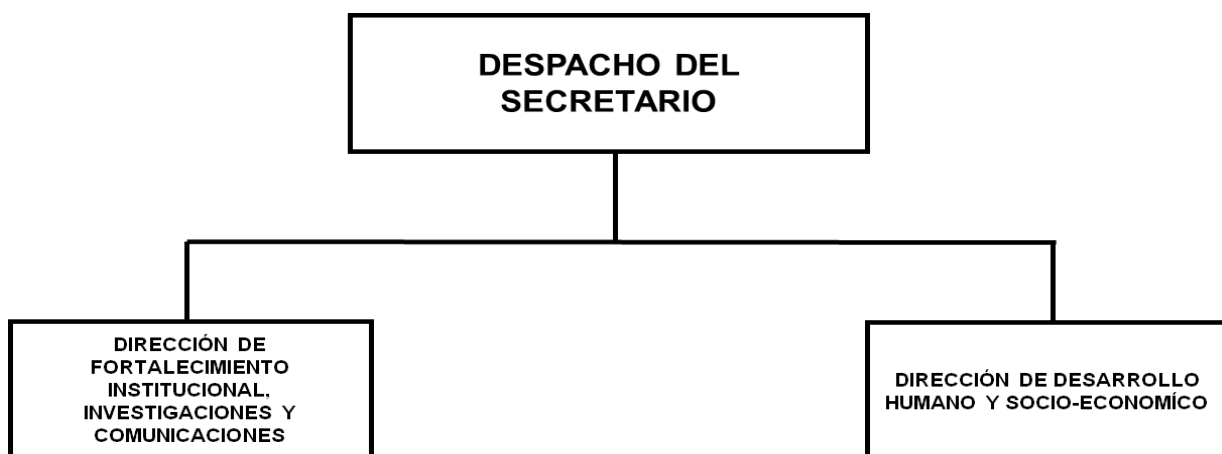 DESPACHO DEL
SECRETARIO
DIRECCIÓN DE
FORTALECIMIENTO
INSTITUCIONAL,
INVESTIGACIONES Y
COMUNICACIONES
DIRECCIÓN DE DESARROLLO
HUMANO Y SOCIO-ECONOMÍCO